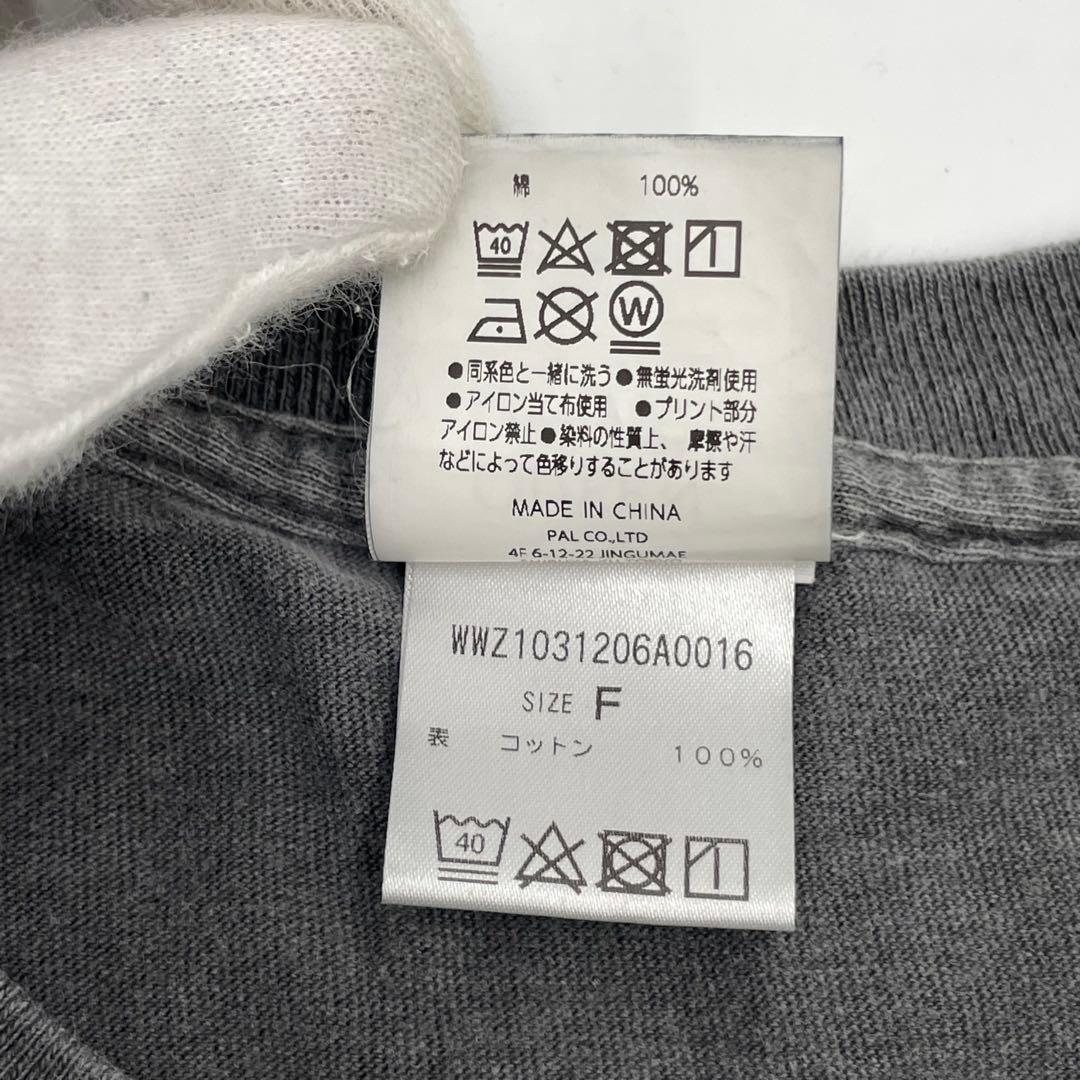 綿 100%
40
W
●同系色と一緒に洗う●無蛍光洗剤使用
●アイロン当て布使用 ●プリント部分
アイロン禁止●染料の性質上、摩擦や汗
などによって色移りすることがあります
MADE IN CHINA
PAL CO.,LTD
4F 6-12-22 JINGUMAE
WWZ1031206A0016
SIZE F
表 コットン 100%
40